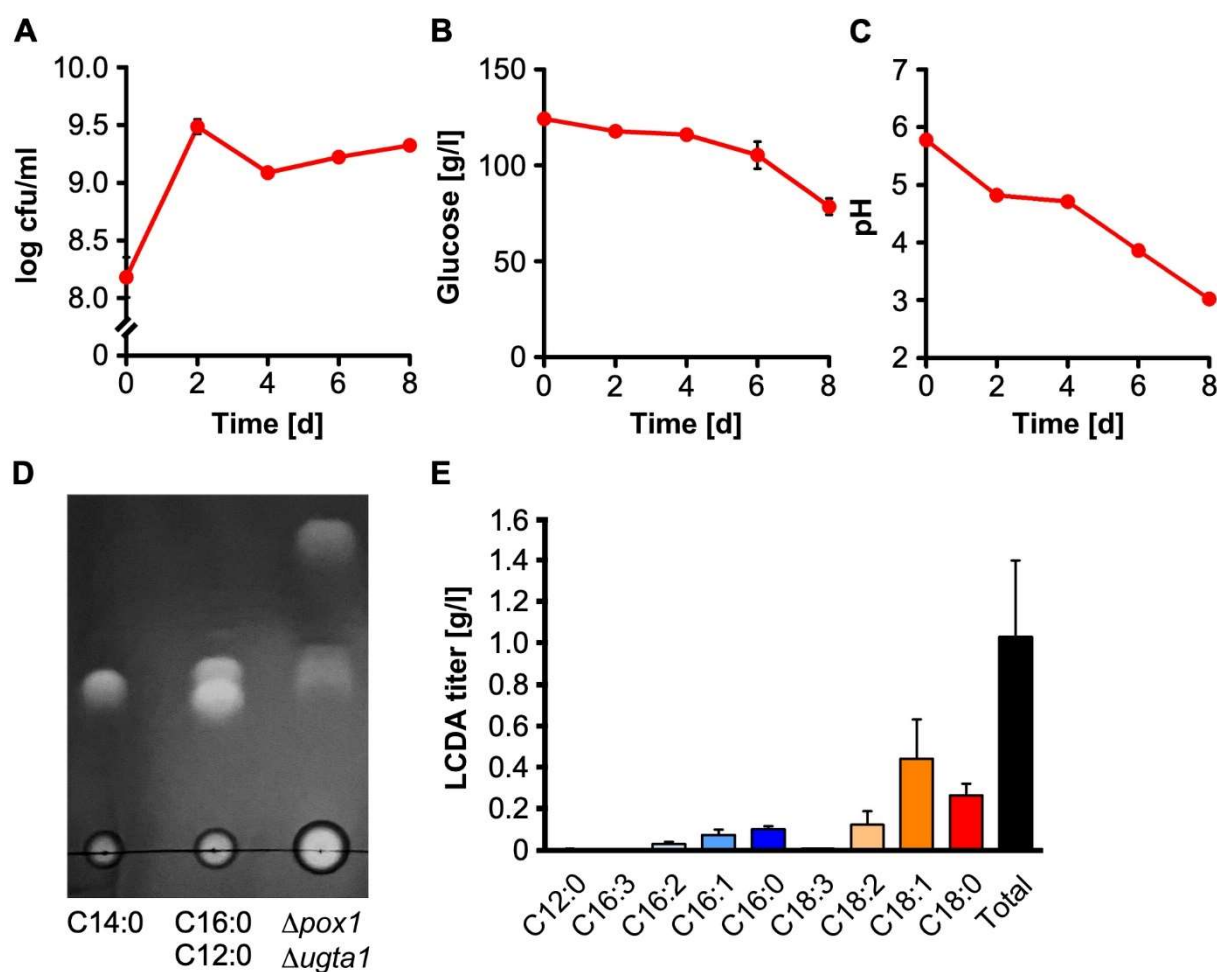 A
log cfu/ml
10.0
9.5
9.0
8.5
8.0
0
0 2 4 6 8
Time [d]
B
Glucose [g/l]
150
100
50
0
0 2 4 6 8
Time [d]
C
pH
7
6
5
4
3
2
0 2 4 6 8
Time [d]
D
C14:0 C16:0 Δpox1
C12:0 Δugta1
E
LCDA titer [g/l]
1.6
1.4
1.2
1.0
0.8
0.6
0.4
0.2
0
C12:0
C16:3
C16:2
C16:1
C16:0
C18:3
C18:2
C18:1
C18:0
Total